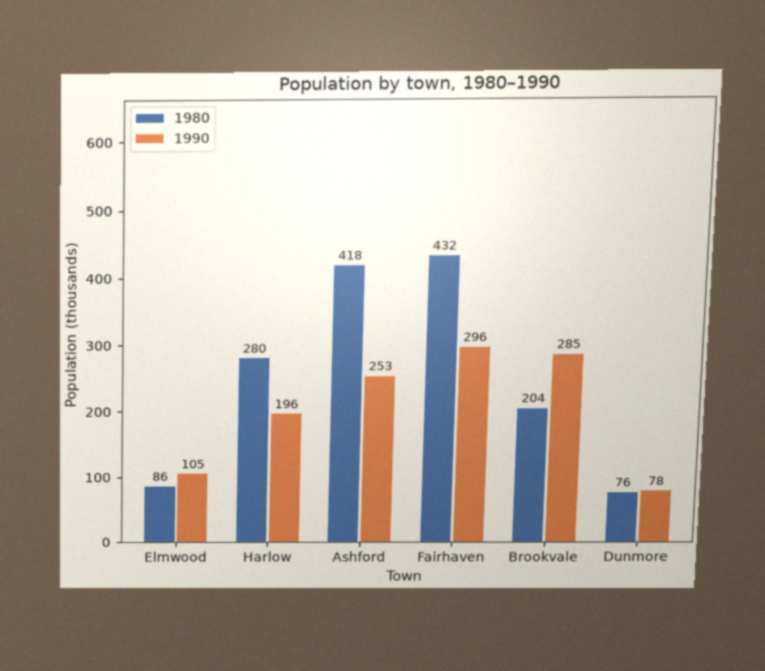 Population by town, 1980–1990
1980
1990
600
500
400
300
200
100
0
Population (thousands)
86
105
280
196
418
253
432
296
204
285
76
78
Elmwood
Harlow
Ashford
Fairhaven
Brookvale
Dunmore
Town